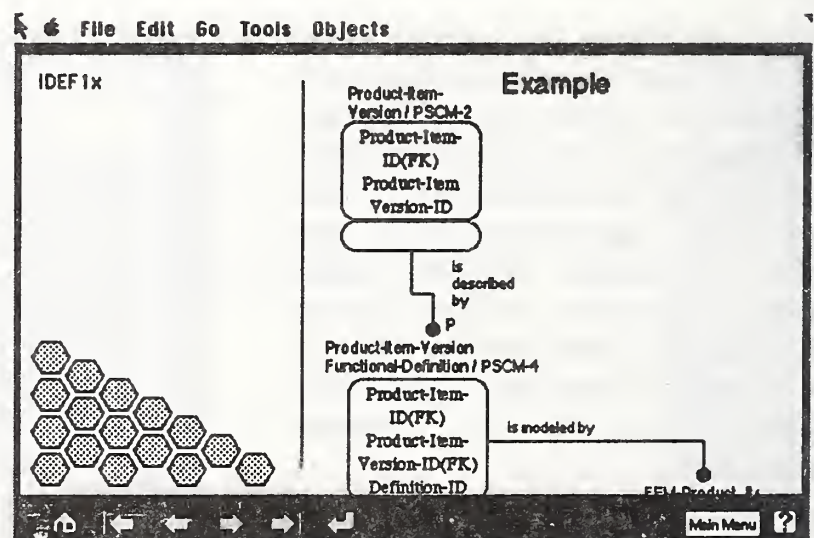 File Edit Go Tools Objects
IDEF1x
Example
Product-Item-
Version / PSCM-2
Product-Item-
ID(FK)
Product-Item
Version-ID
is
described
by
P
Product-Item-Version
Functional-Definition / PSCM-4
Product-Item-
ID(FK)
Product-Item-
Version-ID(FK)
Definition-ID
is modeled by
Main Menu
?